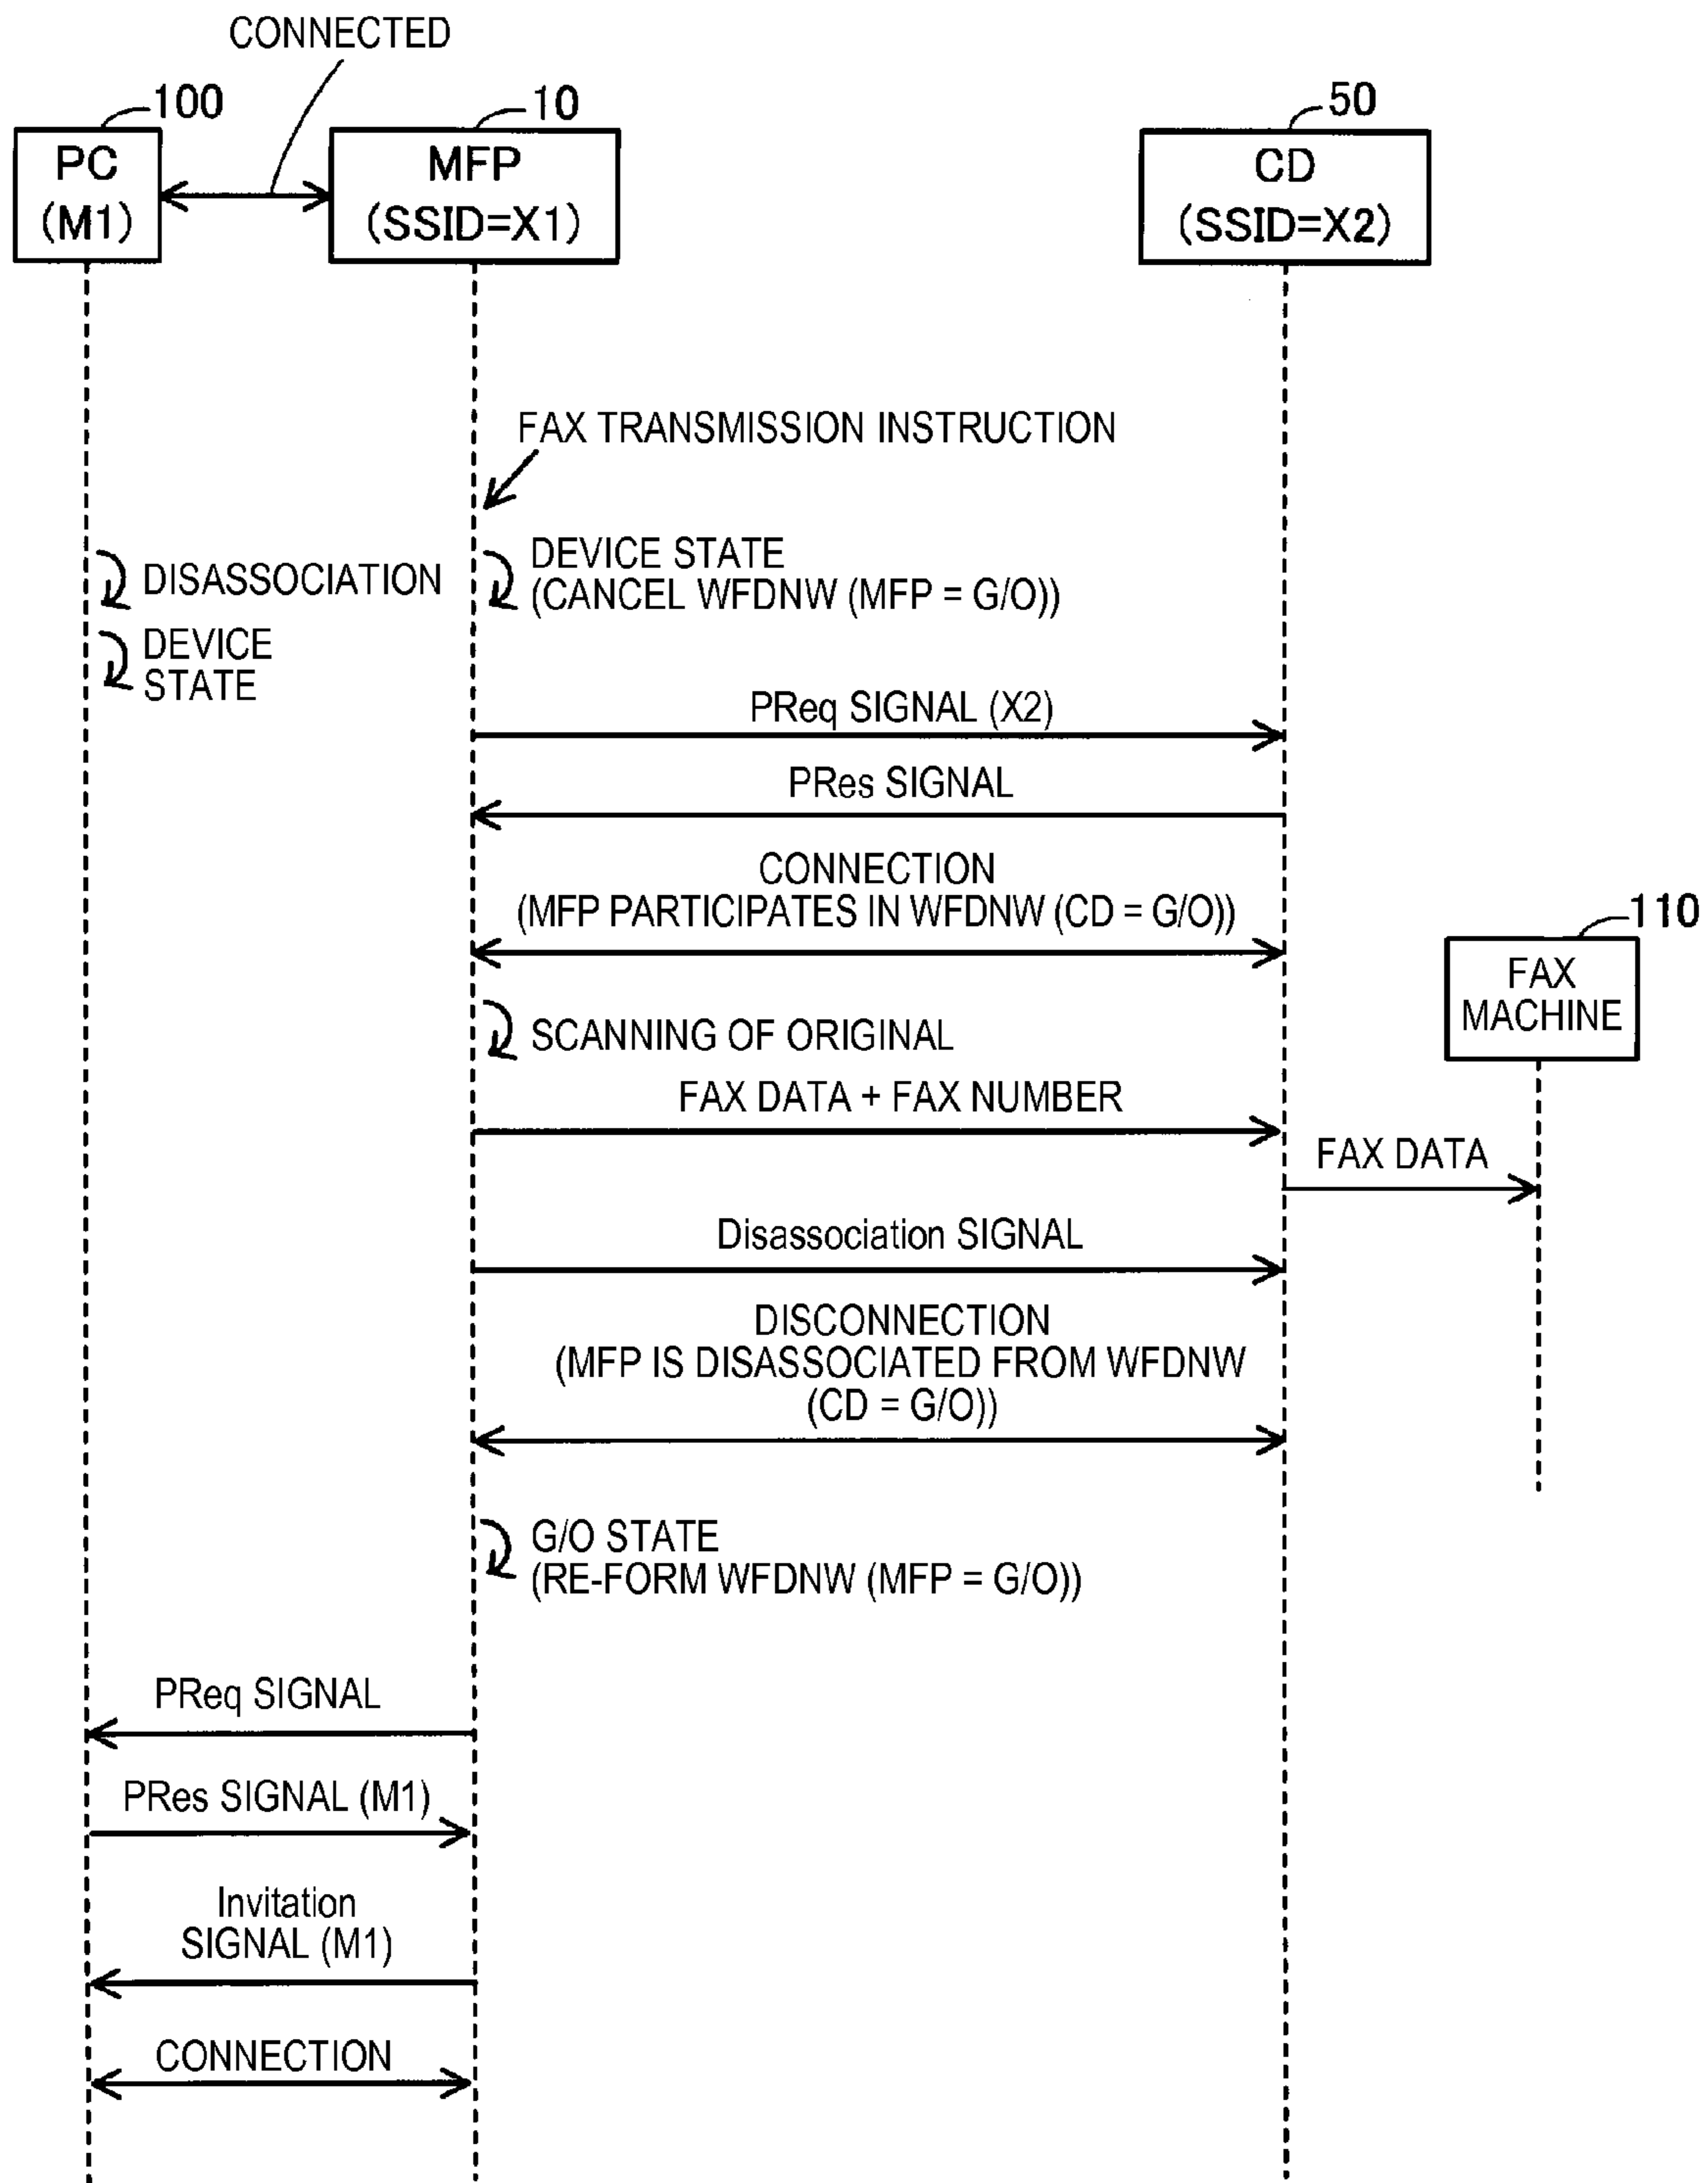 CONNECTED
100
10
50
PC
(M1)
MFP
(SSID=X1)
CD
(SSID=X2)
FAX TRANSMISSION INSTRUCTION
DISASSOCIATION
DEVICE STATE
(CANCEL WFDNW (MFP = G/O))
DEVICE
STATE
PReq SIGNAL (X2)
PRes SIGNAL
CONNECTION
(MFP PARTICIPATES IN WFDNW (CD = G/O))
110
FAX
MACHINE
SCANNING OF ORIGINAL
FAX DATA + FAX NUMBER
FAX DATA
Disassociation SIGNAL
DISCONNECTION
(MFP IS DISASSOCIATED FROM WFDNW
(CD = G/O))
G/O STATE
(RE-FORM WFDNW (MFP = G/O))
PReq SIGNAL
PRes SIGNAL (M1)
Invitation
SIGNAL (M1)
CONNECTION